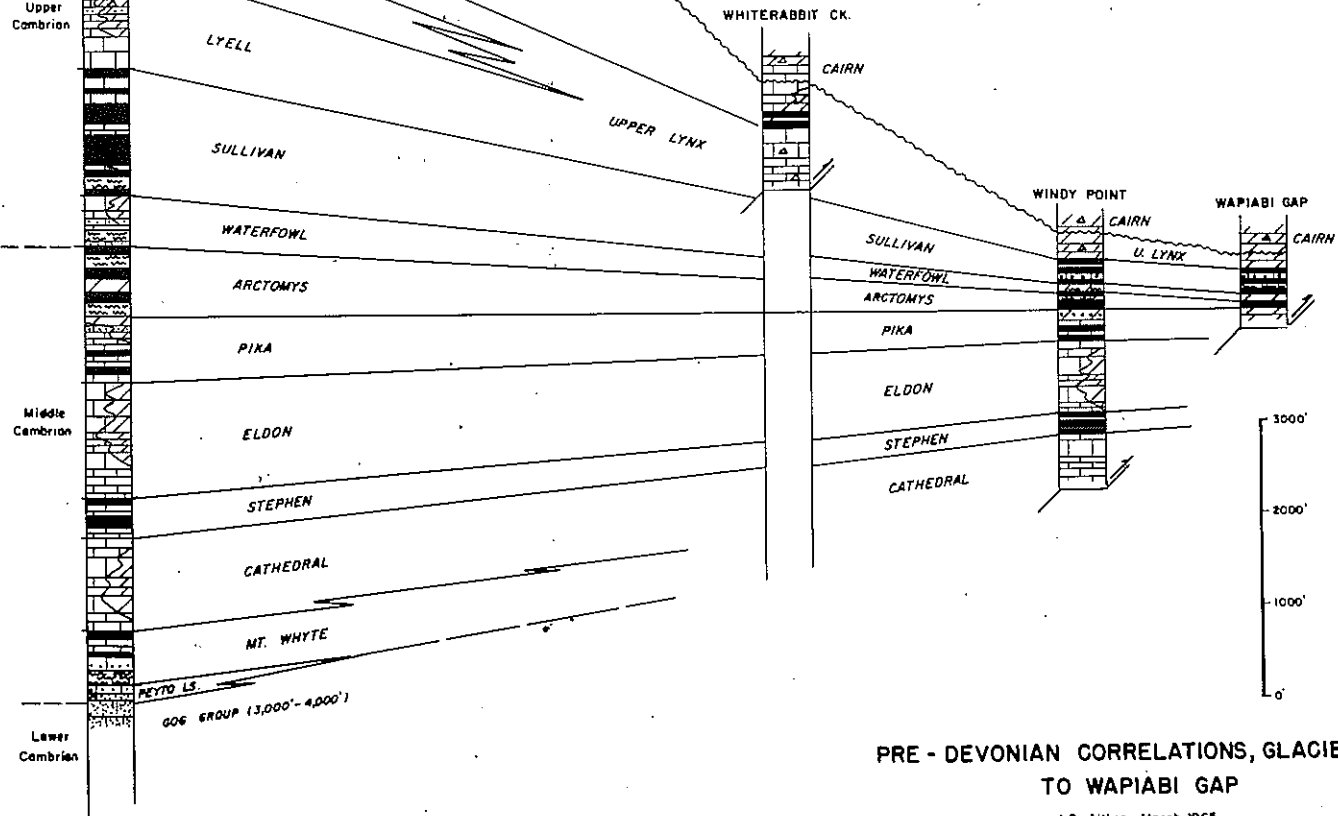 Upper
Cambrian
LYELL
UPPER LYNX
SULLIVAN
WATERFOWL
ARCTOMYS
PIKA
Middle
Cambrian
ELDON
STEPHEN
CATHEDRAL
MT. WHYTE
PEYTO LS.
GOG GROUP (3,000'-4,000')
Lower
Cambrian
WHITERABBIT CK.
CAIRN
WINDY POINT
CAIRN
U. LYNX
WAPIABI GAP
CAIRN
SULLIVAN
WATERFOWL
ARCTOMYS
PIKA
ELDON
STEPHEN
CATHEDRAL
3000'
2000'
1000'
0'
PRE - DEVONIAN CORRELATIONS, GLACIE
TO WAPIABI GAP
March 1965